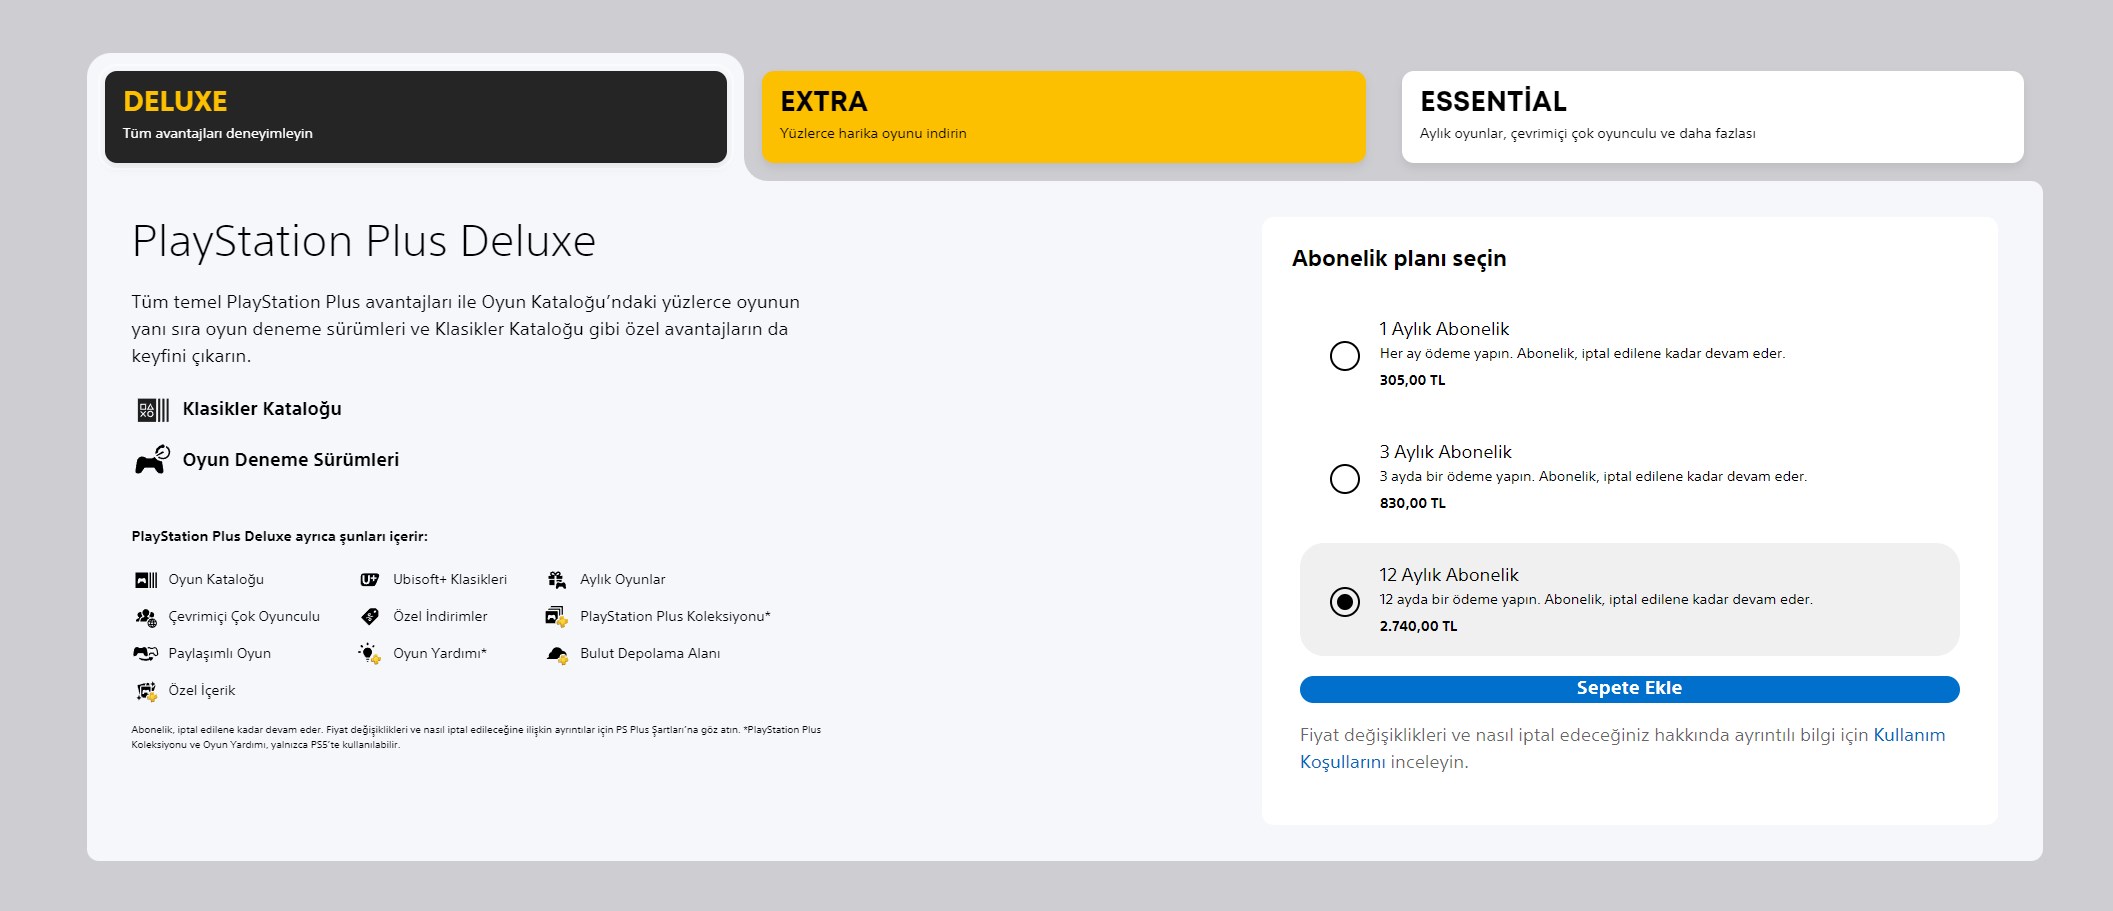 DELUXE
Tüm avantajları deneyimleyin
EXTRA
Yüzlerce harika oyunu indirin
ESSENTİAL
Aylık oyunlar, çevrimiçi çok oyunculu ve daha fazlası
PlayStation Plus Deluxe
Tüm temel PlayStation Plus avantajları ile Oyun Kataloğu’ndaki yüzlerce oyunun
yanı sıra oyun deneme sürümleri ve Klasikler Kataloğu gibi özel avantajların da
keyfini çıkarın.
Klasikler Kataloğu
Oyun Deneme Sürümleri
PlayStation Plus Deluxe ayrıca şunları içerir:
Oyun Kataloğu
Ubisoft+ Klasikleri
Aylık Oyunlar
Çevrimiçi Çok Oyunculu
Özel İndirimler
PlayStation Plus Koleksiyonu*
Paylaşımlı Oyun
Oyun Yardımı*
Bulut Depolama Alanı
Özel İçerik
Abonelik, iptal edilene kadar devam eder. Fiyat değişiklikleri ve nasıl iptal edileceğine ilişkin ayrıntılar için PS Plus Şartları’na göz atın. *PlayStation Plus
Koleksiyonu ve Oyun Yardımı, yalnızca PS5’te kullanılabilir.
Abonelik planı seçin
1 Aylık Abonelik
Her ay ödeme yapın. Abonelik, iptal edilene kadar devam eder.
305,00 TL
3 Aylık Abonelik
3 ayda bir ödeme yapın. Abonelik, iptal edilene kadar devam eder.
830,00 TL
12 Aylık Abonelik
12 ayda bir ödeme yapın. Abonelik, iptal edilene kadar devam eder.
2.740,00 TL
Sepete Ekle
Fiyat değişiklikleri ve nasıl iptal edeceğiniz hakkında ayrıntılı bilgi için Kullanım
Koşullarını inceleyin.